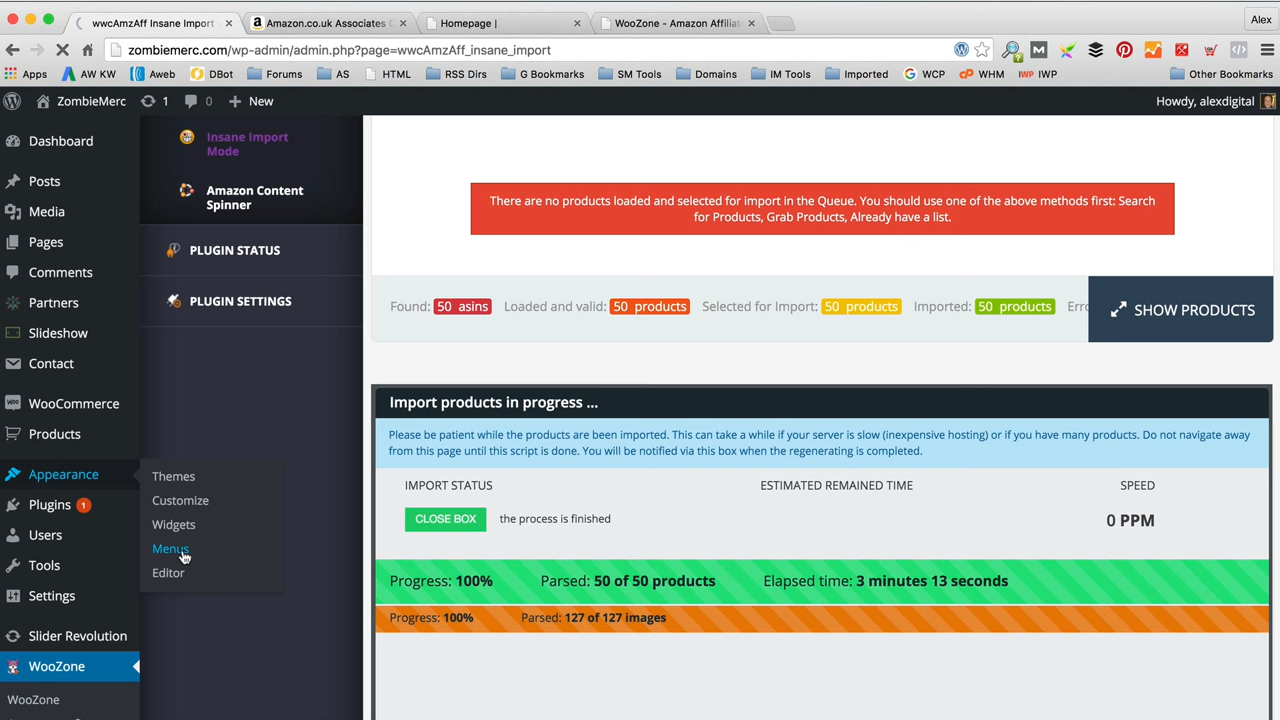 wwcAmzAff Insane Import
Amazon.co.uk Associates C
Homepage |
WooZone - Amazon Affilia
Alex
zombiemerc.com/wp-admin/admin.php?page=wwcAmzAff_insane_import
Apps
AW KW
Aweb
DBot
Forums
AS
HTML
RSS Dirs
G Bookmarks
SM Tools
Domains
IM Tools
Imported
WCP
WHM
IWP IWP
Other Bookmarks
ZombieMerc
1
0
New
Howdy, alexdigital
Dashboard
Posts
Media
Pages
Comments
Partners
Slideshow
Contact
WooCommerce
Products
Appearance
Plugins 1
Users
Tools
Settings
Slider Revolution
WooZone
WooZone
Themes
Customize
Widgets
Menus
Editor
Insane Import
Mode
Amazon Content
Spinner
PLUGIN STATUS
PLUGIN SETTINGS
There are no products loaded and selected for import in the Queue. You should use one of the above methods first: Search
for Products, Grab Products, Already have a list.
Found: 50 asins Loaded and valid: 50 products Selected for Import: 50 products Imported: 50 products Erro
SHOW PRODUCTS
Import products in progress ...
Please be patient while the products are been imported. This can take a while if your server is slow (inexpensive hosting) or if you have many products. Do not navigate away
from this page until this script is done. You will be notified via this box when the regenerating is completed.
IMPORT STATUS
ESTIMATED REMAINED TIME
SPEED
CLOSE BOX the process is finished
0 PPM
Progress: 100% Parsed: 50 of 50 products Elapsed time: 3 minutes 13 seconds
Progress: 100% Parsed: 127 of 127 images